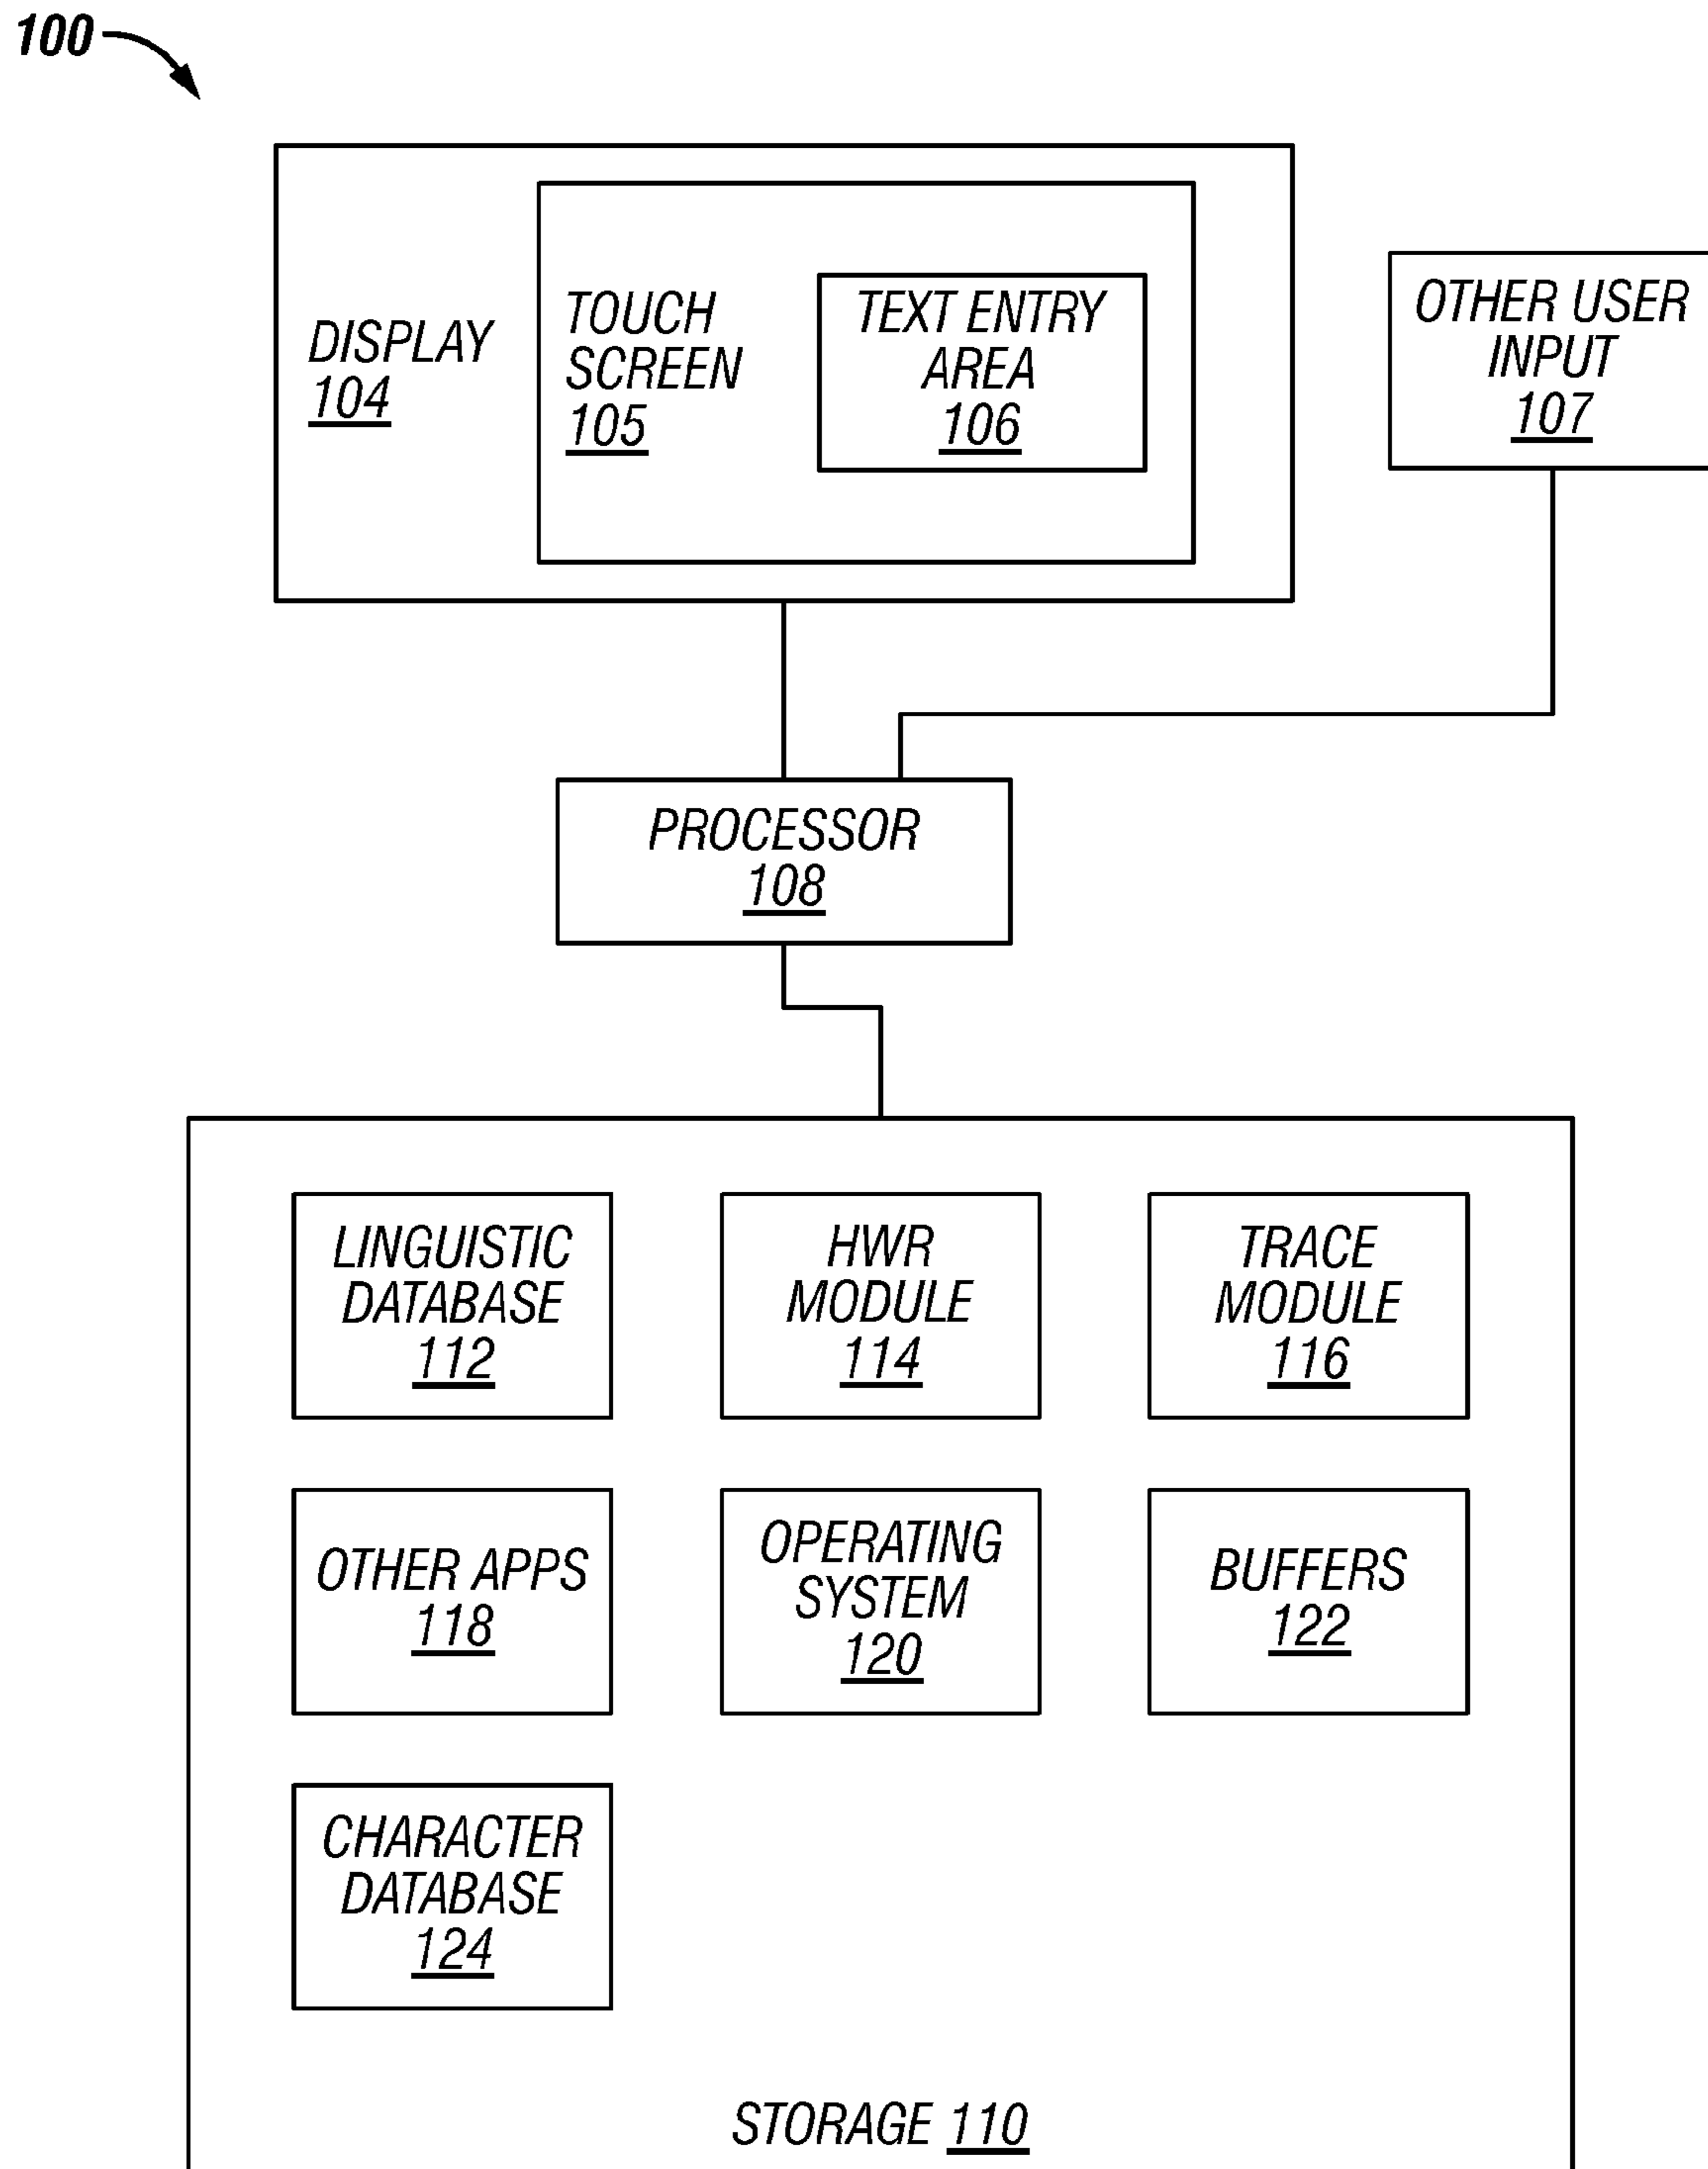 100
DISPLAY
104
TOUCH
SCREEN
105
TEXT ENTRY
AREA
106
OTHER USER
INPUT
107
PROCESSOR
108
LINGUISTIC
DATABASE
112
HWR
MODULE
114
TRACE
MODULE
116
OTHER APPS
118
OPERATING
SYSTEM
120
BUFFERS
122
CHARACTER
DATABASE
124
STORAGE 110